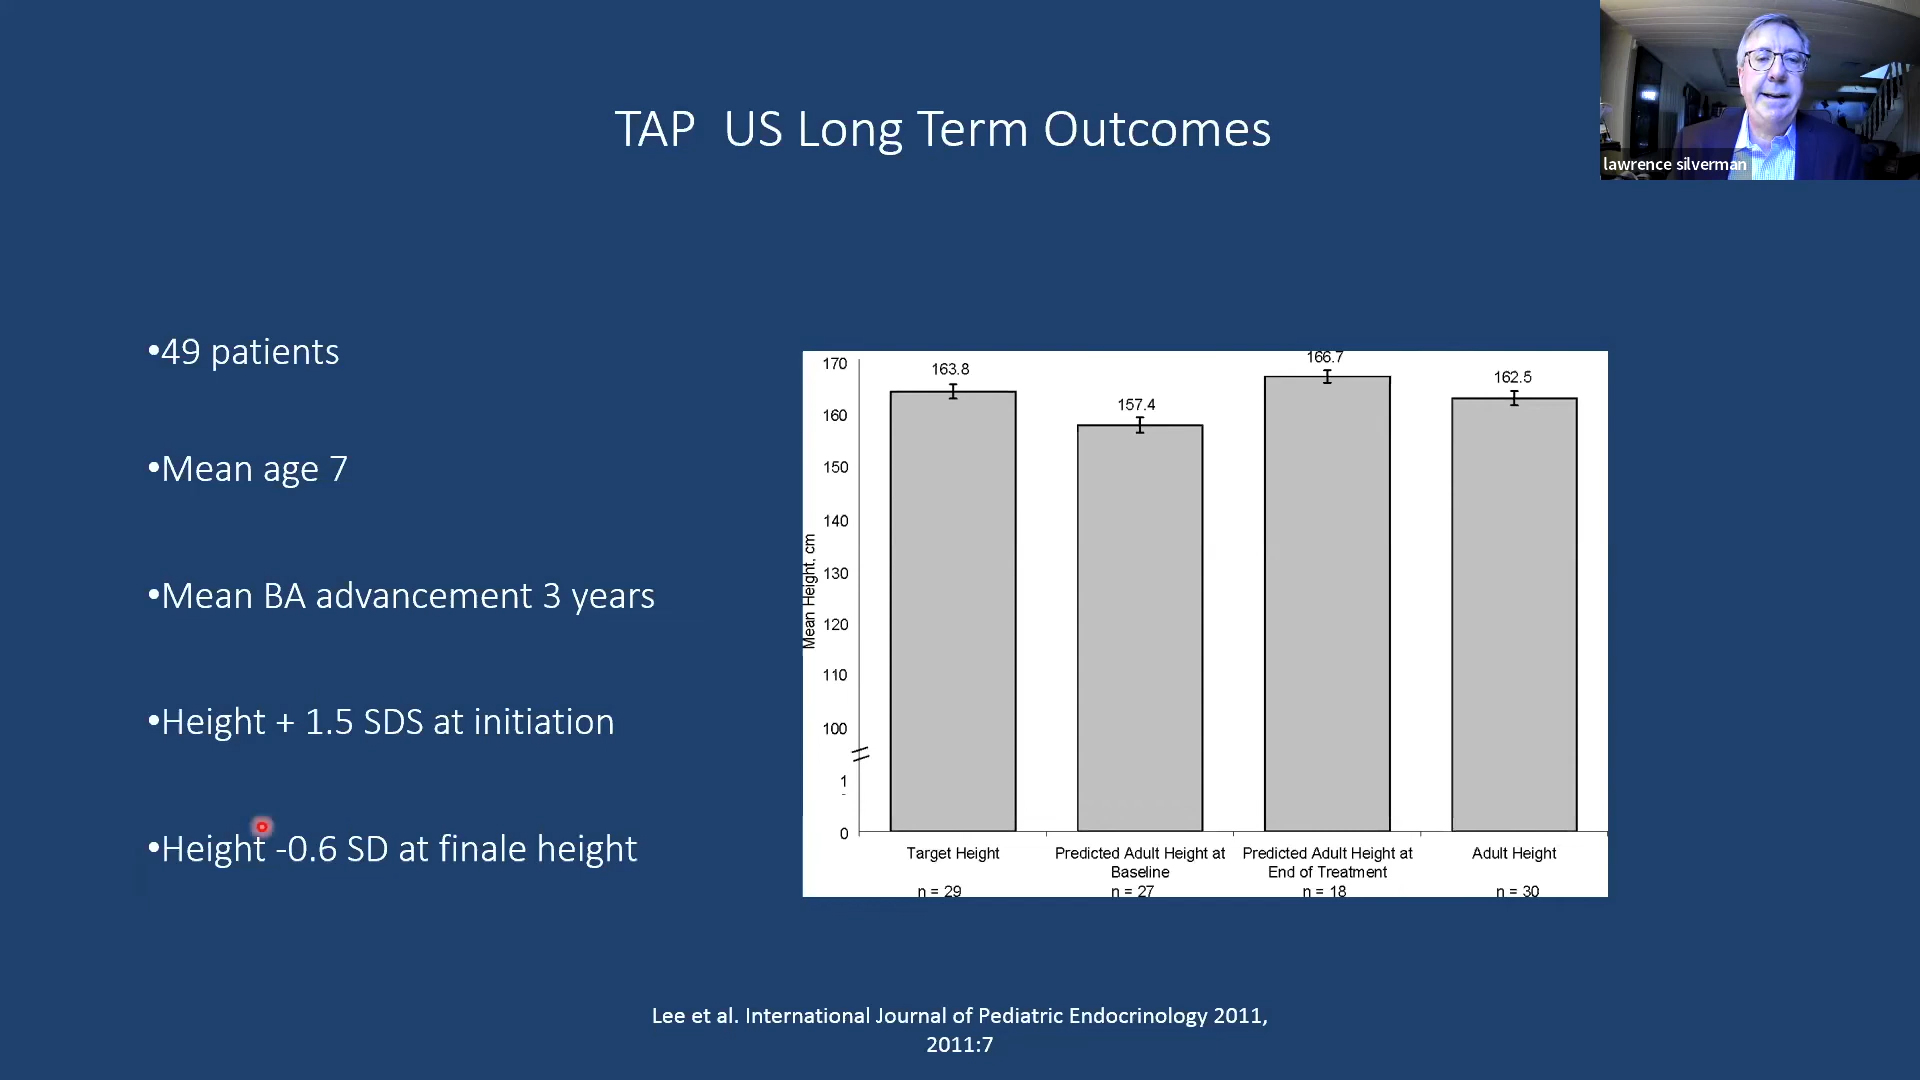 TAP US Long Term Outcomes
lawrence silverman
•49 patients
•Mean age 7
•Mean BA advancement 3 years
•Height + 1.5 SDS at initiation
•Height -0.6 SD at finale height
Mean Height, cm
170
160
150
140
130
120
110
100
1
0
163.8
157.4
166.7
162.5
Target Height
n = 29
Predicted Adult Height at
Baseline
n = 27
Predicted Adult Height at
End of Treatment
n = 18
Adult Height
n = 30
Lee et al. International Journal of Pediatric Endocrinology 2011,
2011:7